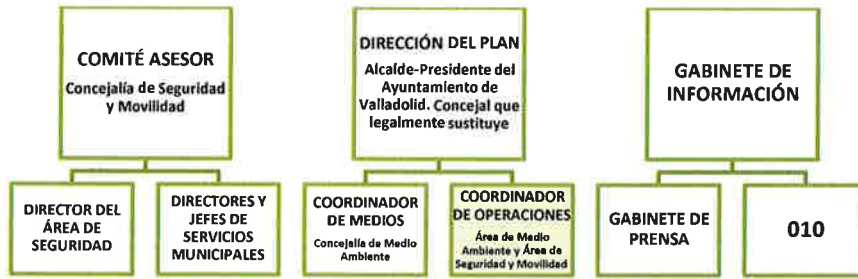 COMITÉ ASESOR
Concejalía de Seguridad
y Movilidad
DIRECCIÓN DEL PLAN
Alcalde-Presidente del
Ayuntamiento de
Valladolid. Concejal que
legalmente sustituye
GABINETE DE
INFORMACIÓN
DIRECTOR DEL
ÁREA DE
SEGURIDAD
DIRECTORES Y
JEFES DE
SERVICIOS
MUNICIPALES
COORDINADOR
DE MEDIOS
Concejalía de Medio
Ambiente
COORDINADOR
DE OPERACIONES
Área de Medio
Ambiente y Área de
Seguridad y Movilidad
GABINETE DE
PRENSA
010